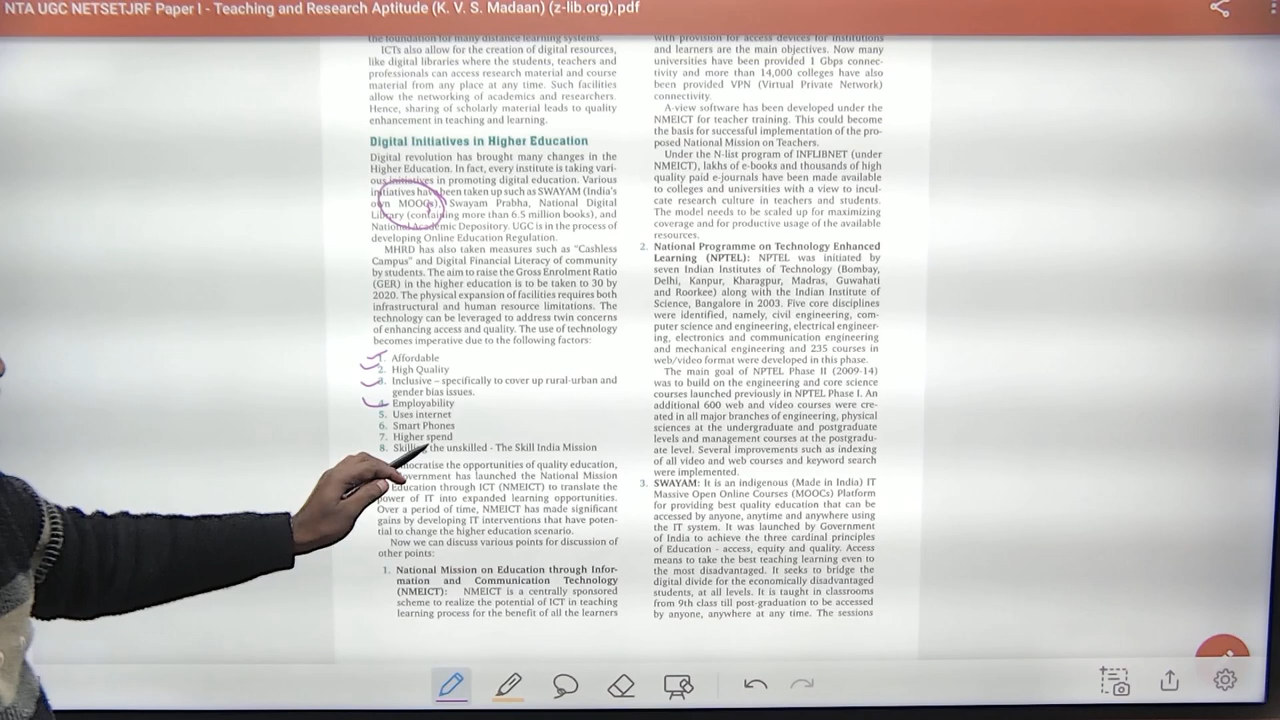 NTA UGC NETSETJRF Paper I - Teaching and Research Aptitude (K. V. S. Madaan) (z-lib.org).pdf
the foundation for many distance learning systems.
ICTs also allow for the creation of digital resources,
like digital libraries where the students, teachers and
professionals can access research material and course
material from any place at any time. Such facilities
allow the networking of academics and researchers.
Hence, sharing of scholarly material leads to quality
enhancement in teaching and learning.
Digital Initiatives in Higher Education
Digital revolution has brought many changes in the
Higher Education. In fact, every institute is taking vari-
ous initiatives in promoting digital education. Various
initiatives have been taken up such as SWAYAM (India's
own MOOCs), Swayam Prabha, National Digital
Library (containing more than 6.5 million books), and
National Academic Depository. UGC is in the process of
developing Online Education Regulation.
MHRD has also taken measures such as “Cashless
Campus” and Digital Financial Literacy of community
by students. The aim to raise the Gross Enrolment Ratio
(GER) in the higher education is to be taken to 30 by
2020. The physical expansion of facilities requires both
infrastructural and human resource limitations. The
technology can be leveraged to address twin concerns
of enhancing access and quality. The use of technology
becomes imperative due to the following factors:
1. Affordable
2. High Quality
3. Inclusive – specifically to cover up rural-urban and
gender bias issues.
4. Employability
5. Uses internet
6. Smart Phones
7. Higher spend
8. Skilling the unskilled - The Skill India Mission
the opportunities of quality education,
has launched the National Mission
Education through ICT (NMEICT) to translate the
power of IT into expanded learning opportunities.
Over a period of time, NMEICT has made significant
gains by developing IT interventions that have poten-
tial to change the higher education scenario.
Now we can discuss various points for discussion of
other points:
1. National Mission on Education through Infor-
mation and Communication Technology
(NMEICT): NMEICT is a centrally sponsored
scheme to realize the potential of ICT in teaching
learning process for the benefit of all the learners
with provision for access devices for institutions
and learners are the main objectives. Now many
universities have been provided 1 Gbps connec-
tivity and more than 14,000 colleges have also
been provided VPN (Virtual Private Network)
connectivity.
A-view software has been developed under the
NMEICT for teacher training. This could become
the basis for successful implementation of the pro-
posed National Mission on Teachers.
Under the N-list program of INFLIBNET (under
NMEICT), lakhs of e-books and thousands of high
quality paid e-journals have been made available
to colleges and universities with a view to incul-
cate research culture in teachers and students.
The model needs to be scaled up for maximizing
coverage and for productive usage of the available
resources.
2. National Programme on Technology Enhanced
Learning (NPTEL): NPTEL was initiated by
seven Indian Institutes of Technology (Bombay,
Delhi, Kanpur, Kharagpur, Madras, Guwahati
and Roorkee) along with the Indian Institute of
Science, Bangalore in 2003. Five core disciplines
were identified, namely, civil engineering, com-
puter science and engineering, electrical engineer-
ing, electronics and communication engineering
and mechanical engineering and 235 courses in
web/video format were developed in this phase.
The main goal of NPTEL Phase II (2009-14)
was to build on the engineering and core science
courses launched previously in NPTEL Phase I. An
additional 600 web and video courses were cre-
ated in all major branches of engineering, physical
sciences at the undergraduate and postgraduate
levels and management courses at the postgradu-
ate level. Several improvements such as indexing
of all video and web courses and keyword search
were implemented.
3. SWAYAM: It is an indigenous (Made in India) IT
Massive Open Online Courses (MOOCs) Platform
for providing best quality education that can be
accessed by anyone, anytime and anywhere using
the IT system. It was launched by Government
of India to achieve the three cardinal principles
of Education - access, equity and quality. Access
means to take the best teaching learning even to
the most disadvantaged. It seeks to bridge the
digital divide for the economically disadvantaged
students, at all levels. It is taught in classrooms
from 9th class till post-graduation to be accessed
by anyone, anywhere at any time. The sessions